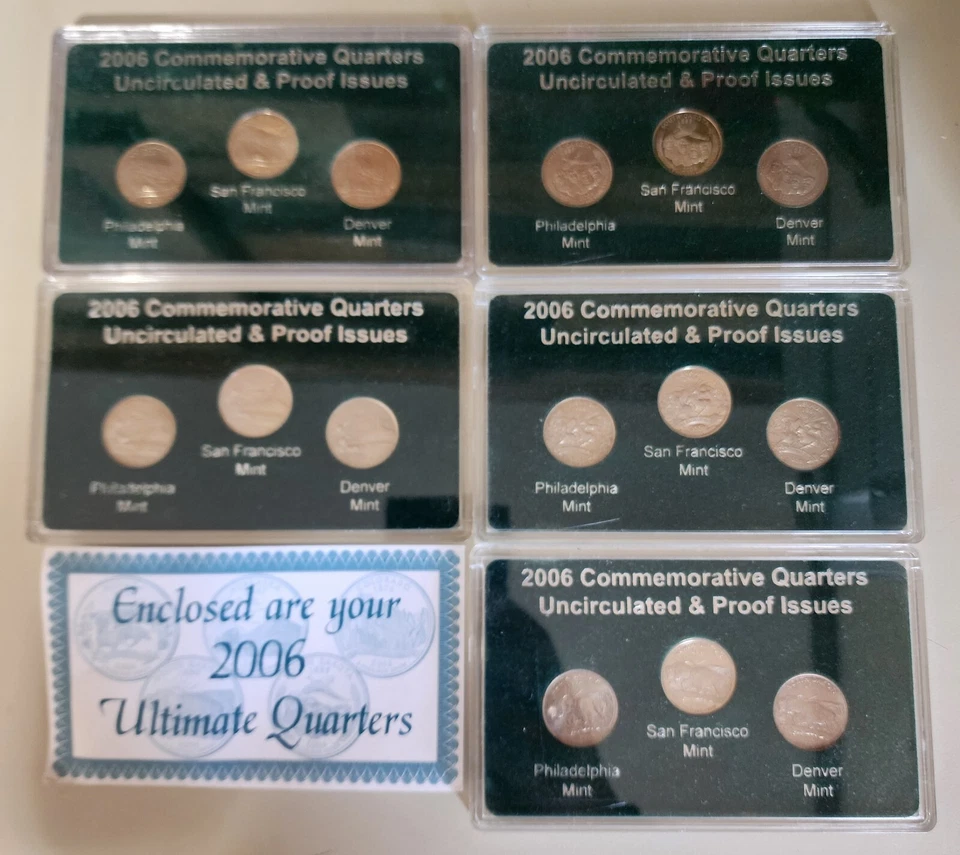 2006 Commemorative Quarters
Uncirculated & Proof Issues
Philadelphia
Mint
San Francisco
Mint
Denver
Mint
2006 Commemorative Quarters
Uncirculated & Proof Issues
Philadelphia
Mint
San Francisco
Mint
Denver
Mint
2006 Commemorative Quarters
Uncirculated & Proof Issues
Philadelphia
Mint
San Francisco
Mint
Denver
Mint
2006 Commemorative Quarters
Uncirculated & Proof Issues
Philadelphia
Mint
San Francisco
Mint
Denver
Mint
Enclosed are your
2006
Ultimate Quarters
2006 Commemorative Quarters
Uncirculated & Proof Issues
Philadelphia
Mint
San Francisco
Mint
Denver
Mint